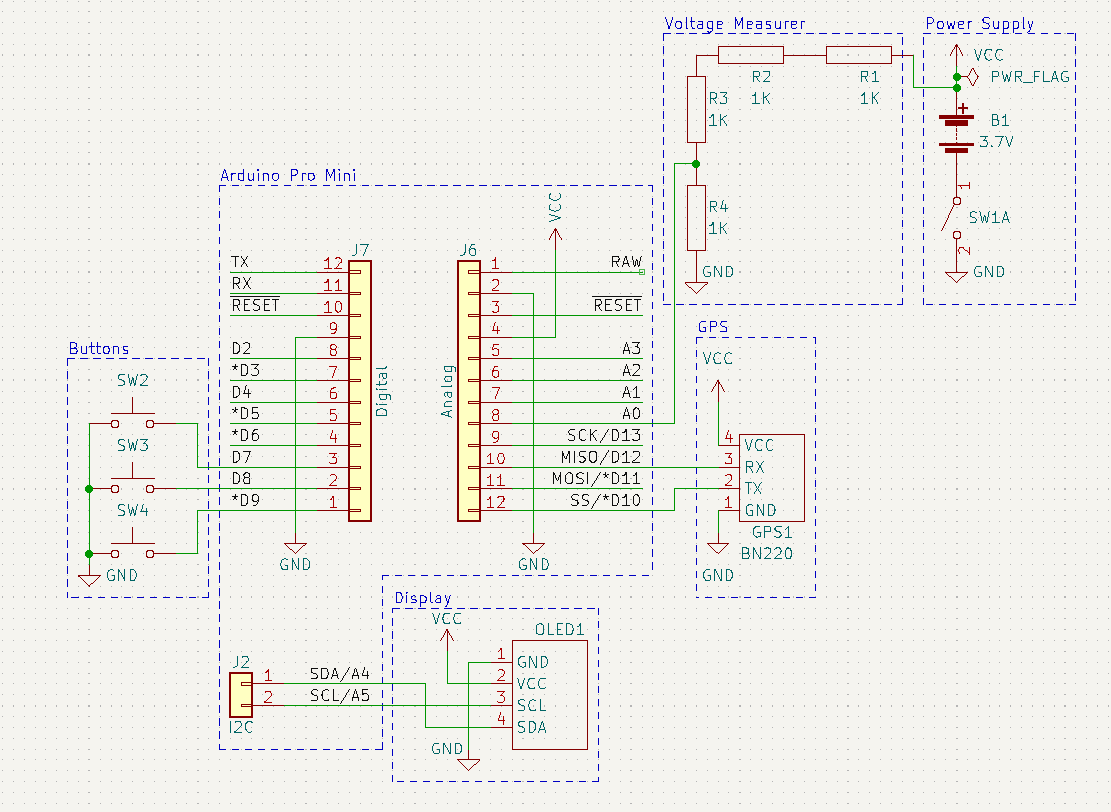 Voltage Measurer
Power Supply
VCC
PWR_FLAG
R2
1K
R1
1K
R3
1K
+
B1
3.7V
1
SW1A
2
GND
R4
1K
GND
Arduino Pro Mini
VCC
J7
J6
TX 12
RX 11
RESET 10
9
D2 8
*D3 7
D4 6
*D5 5
*D6 4
D7 3
D8 2
*D9 1
Digital
Analog
1 RAW
2
3 RESET
4
5 A3
6 A2
7 A1
8 A0
9 SCK/D13
10 MISO/D12
11 MOSI/*D11
12 SS/*D10
GND
GND
Buttons
SW2
SW3
SW4
GND
GPS
VCC
4 VCC
3 RX
2 TX
1 GND
GPS1
BN220
GND
Display
VCC
OLED1
1 GND
2 VCC
3 SCL
4 SDA
GND
J2
1 SDA/A4
2 SCL/A5
I2C